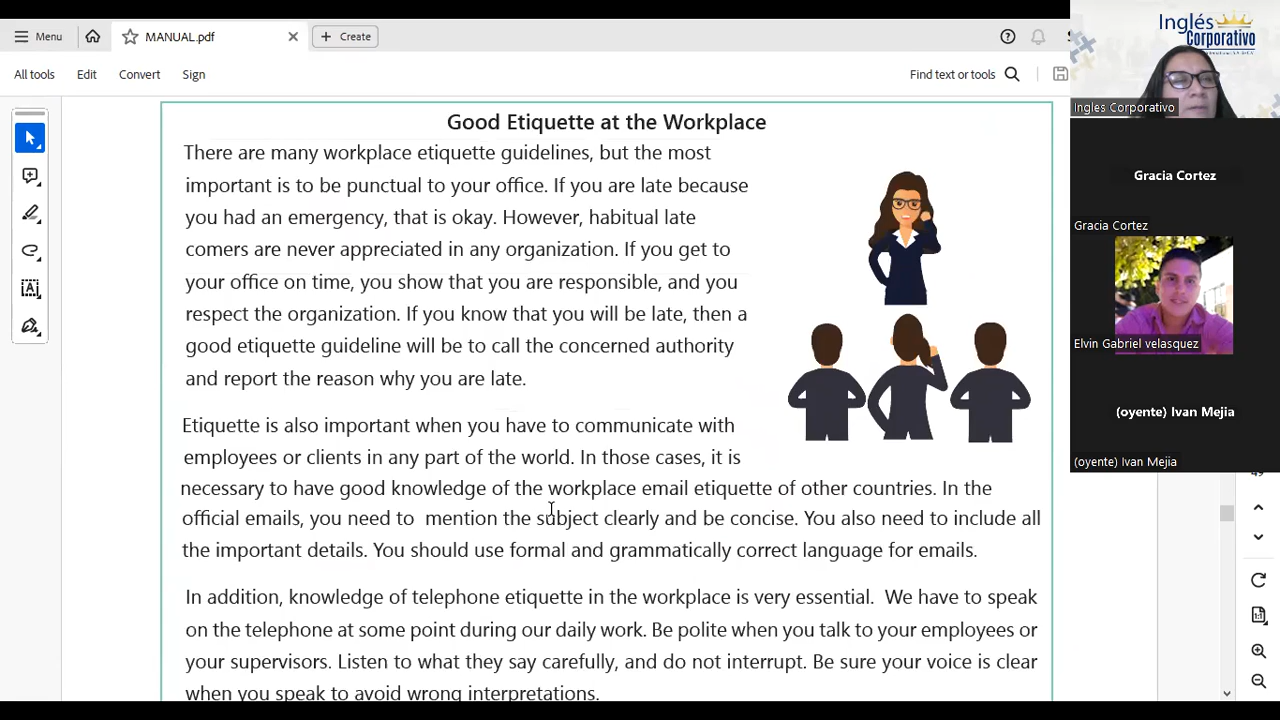 Menu
MANUAL.pdf
Create
All tools
Edit
Convert
Sign
Find text or tools
Good Etiquette at the Workplace
There are many workplace etiquette guidelines, but the most
important is to be punctual to your office. If you are late because
you had an emergency, that is okay. However, habitual late
comers are never appreciated in any organization. If you get to
your office on time, you show that you are responsible, and you
respect the organization. If you know that you will be late, then a
good etiquette guideline will be to call the concerned authority
and report the reason why you are late.
Etiquette is also important when you have to communicate with
employees or clients in any part of the world. In those cases, it is
necessary to have good knowledge of the workplace email etiquette of other countries. In the
official emails, you need to mention the subject clearly and be concise. You also need to include all
the important details. You should use formal and grammatically correct language for emails.
In addition, knowledge of telephone etiquette in the workplace is very essential. We have to speak
on the telephone at some point during our daily work. Be polite when you talk to your employees or
your supervisors. Listen to what they say carefully, and do not interrupt. Be sure your voice is clear
when you speak to avoid wrong interpretations.
Inglés
Corporativo
Ingles Corporativo
Gracia Cortez
Gracia Cortez
Elvin Gabriel velasquez
(oyente) Ivan Mejia
(oyente) Ivan Mejia